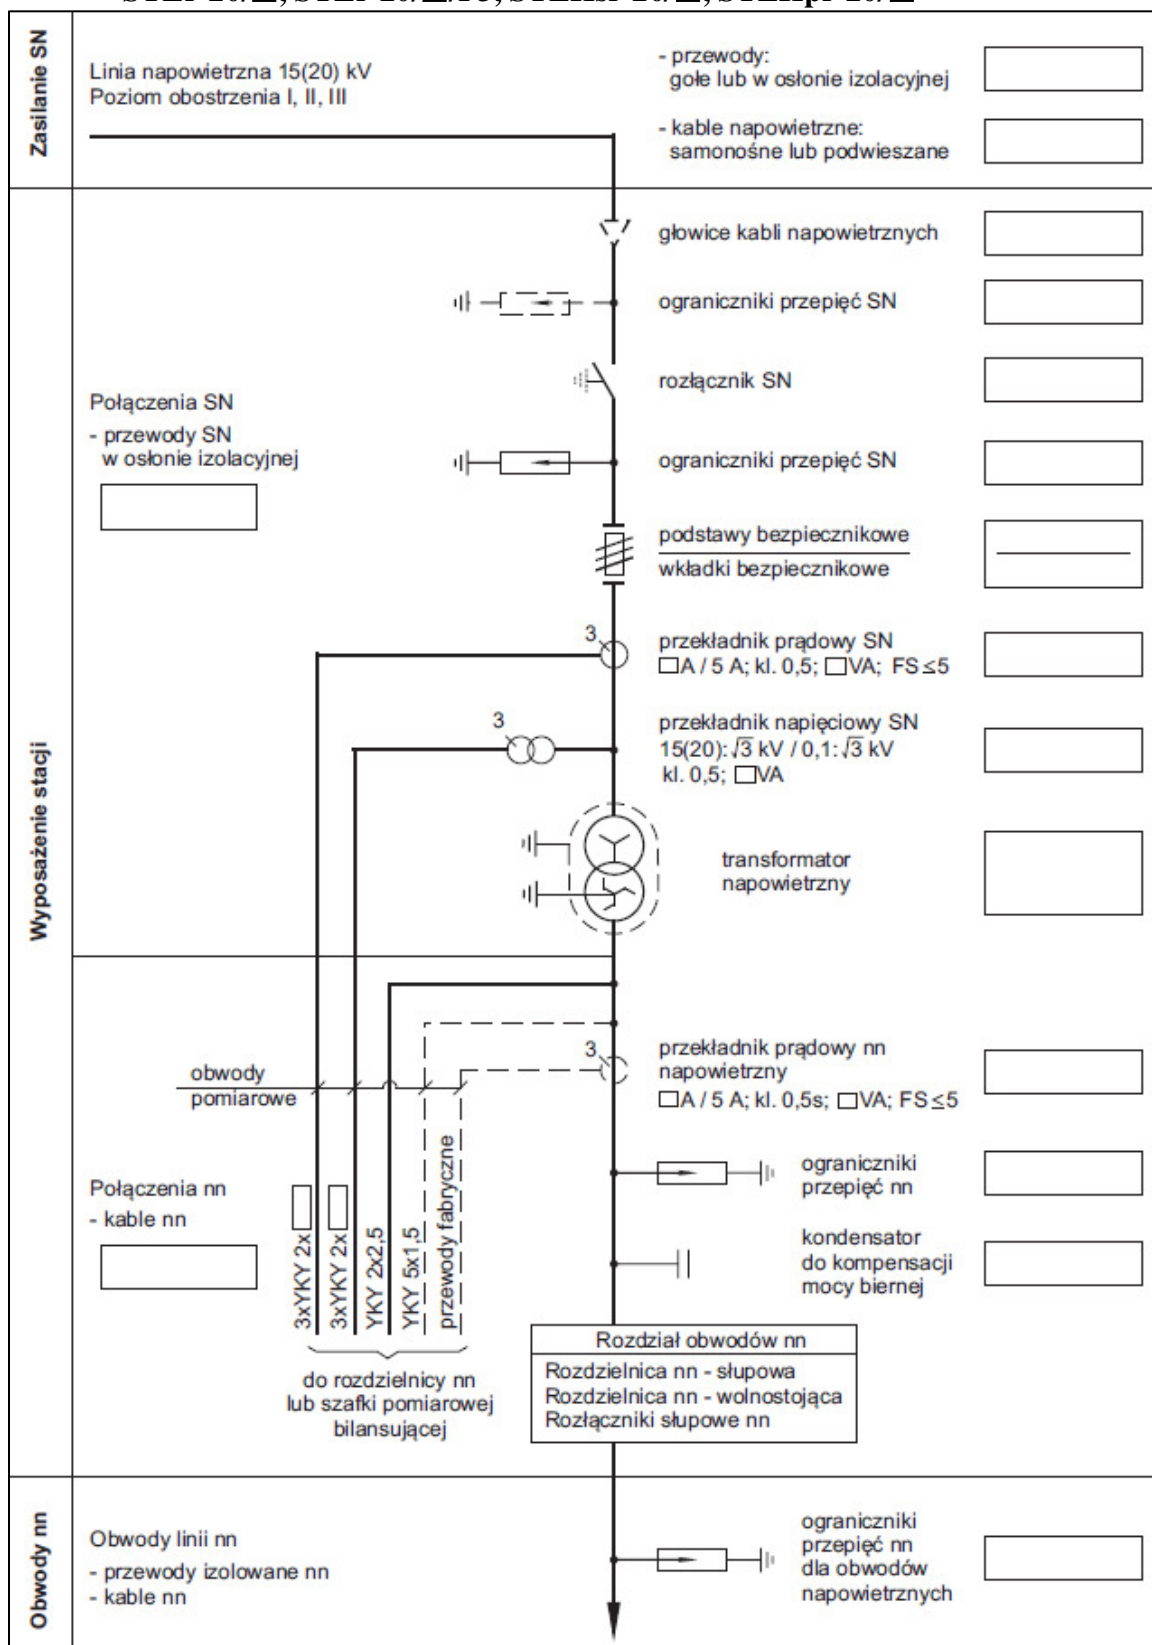 Zasilanie SN
Linia napowietrzna 15(20) kV
Poziom obostrzenia I, II, III
- przewody:
gołe lub w osłonie izolacyjnej
- kable napowietrzne:
samonośne lub podwieszane
Wyposażenie stacji
głowice kabli napowietrznych
ograniczniki przepięć SN
rozłącznik SN
Połączenia SN
- przewody SN
w osłonie izolacyjnej
ograniczniki przepięć SN
podstawy bezpiecznikowe
wkładki bezpiecznikowe
3
przekładnik prądowy SN
□A / 5 A; kl. 0,5; □VA; FS≤5
3
przekładnik napięciowy SN
15(20):√3 kV / 0,1:√3 kV
kl. 0,5; □VA
transformator
napowietrzny
3
przekładnik prądowy nn
napowietrzny
□A / 5 A; kl. 0,5s; □VA; FS≤5
obwody
pomiarowe
ograniczniki
przepięć nn
Połączenia nn
- kable nn
3xYKY 2x□
3xYKY 2x□
YKY 2x2,5
YKY 5x1,5
przewody fabryczne
kondensator
do kompensacji
mocy biernej
do rozdzielnicy nn
lub szafki pomiarowej
bilansującej
Rozdział obwodów nn
Rozdzielnica nn - słupowa
Rozdzielnica nn - wolnostojąca
Rozłączniki słupowe nn
Obwody nn
Obwody linii nn
- przewody izolowane nn
- kable nn
ograniczniki
przepięć nn
dla obwodów
napowietrznych